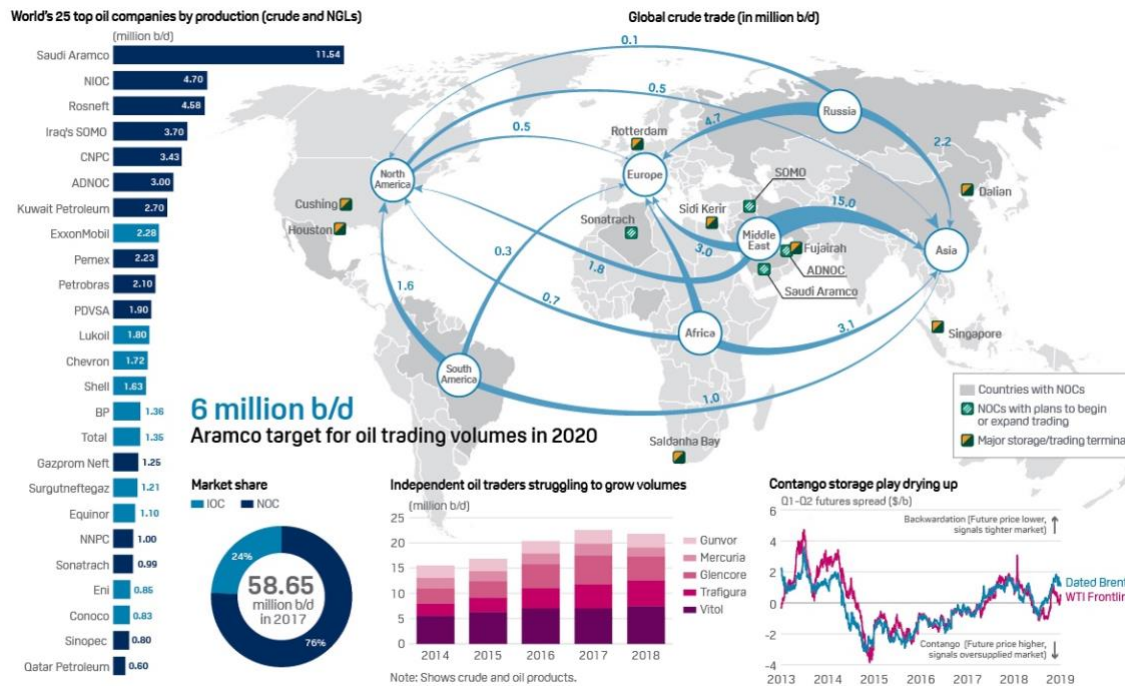 World's 25 top oil companies by production (crude and NGLs)
(million b/d)
Saudi Aramco 11.54
NIOC 4.70
Rosneft 4.58
Iraq's SOMO 3.70
CNPC 3.43
ADNOC 3.00
Kuwait Petroleum 2.70
ExxonMobil 2.28
Pemex 2.23
Petrobras 2.10
PDVSA 1.90
Lukoil 1.80
Chevron 1.72
Shell 1.63
BP 1.36
Total 1.35
Gazprom Neft 1.25
Surgutneftegaz 1.21
Equinor 1.10
NNPC 1.00
Sonatrach 0.99
Eni 0.85
Conoco 0.83
Sinopec 0.80
Qatar Petroleum 0.60
Global crude trade (in million b/d)
0.1
0.5
Russia
4.7
0.5
2.2
Rotterdam
North
America
Europe
SOMO
Dalian
Cushing
Houston
Sonatrach
Sidi Kerir
15.0
Middle
East
Fujairah
Asia
0.3
3.0
1.8
ADNOC
Saudi Aramco
1.6
0.7
Africa
3.1
Singapore
South
America
1.0
Saldanha Bay
Countries with NOCs
NOCs with plans to begin
or expand trading
Major storage/trading termina
6 million b/d
Aramco target for oil trading volumes in 2020
Market share
IOC NOC
24%
58.65
million b/d
in 2017
76%
Independent oil traders struggling to grow volumes
(million b/d)
25
20
15
10
5
0
Gunvor
Mercuria
Glencore
Trafigura
Vitol
2014 2015 2016 2017 2018
Note: Shows crude and oil products.
Contango storage play drying up
Q1-Q2 futures spread ($/b)
6
4
2
0
-2
-4
Backwardation (Future price lower,
signals tighter market)
Dated Brent
WTI Frontlin
Contango (Future price higher,
signals oversupplied market)
2013 2014 2015 2016 2017 2018 2019